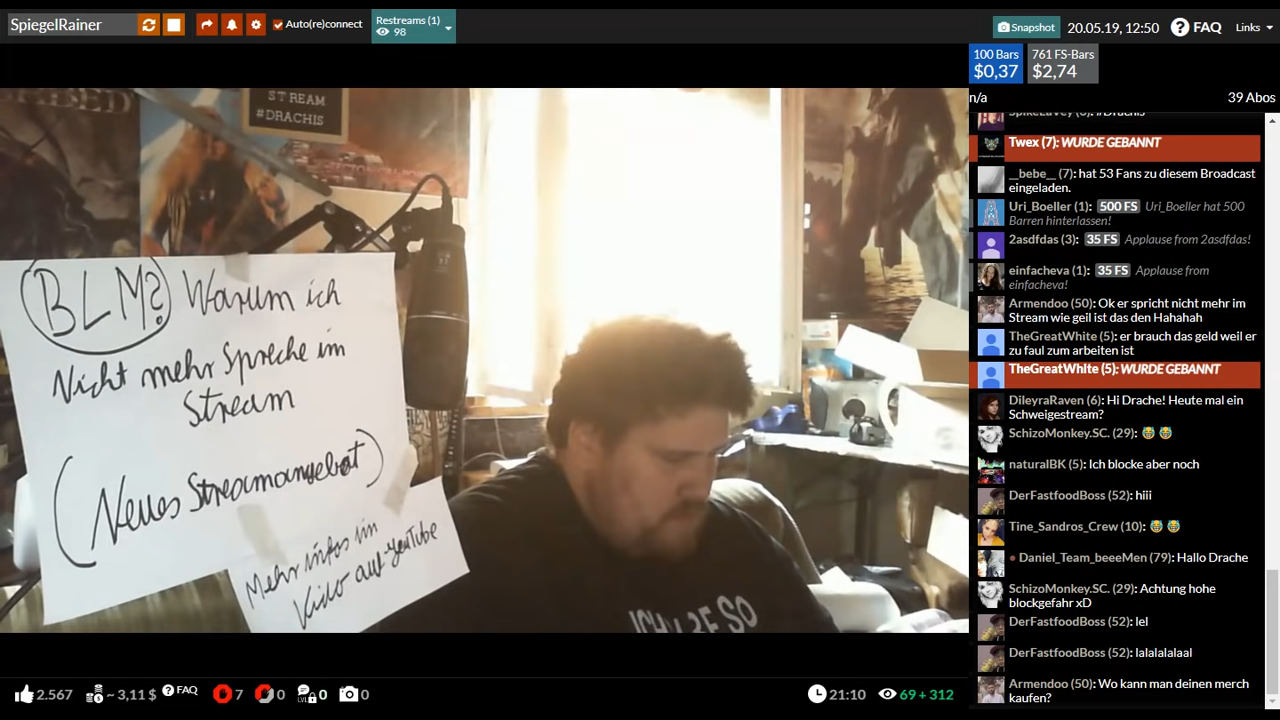 SpiegelRainer
Auto(re)connect
Restreams (1)
98
Snapshot
20.05.19, 12:50
FAQ
Links
100 Bars
$0,37
761 FS-Bars
$2,74
n/a
39 Abos
STREAM
#DRACHIS
(BLM?) Warum ich
Nicht mehr Spreche im
Stream
(Neues Streamangebot)
Mehr infos im
Video auf YouTube
SpikeLavey (6): #Drachis
Twex (7): WURDE GEBANNT
__bebe__ (7): hat 53 Fans zu diesem Broadcast
eingeladen.
Uri_Boeller (1): 500 FS Uri_Boeller hat 500
Barren hinterlassen!
2asdfdas (3): 35 FS Applause from 2asdfdas!
einfacheva (1): 35 FS Applause from
einfacheva!
Armendoo (50): Ok er spricht nicht mehr im
Stream wie geil ist das den Hahahah
TheGreatWhite (5): er brauch das geld weil er
zu faul zum arbeiten ist
TheGreatWhite (5): WURDE GEBANNT
DileyraRaven (6): Hi Drache! Heute mal ein
Schweigestream?
SchizoMonkey.SC. (29): 😂 😂
naturalBK (5): Ich blocke aber noch
DerFastfoodBoss (52): hiii
Tine_Sandros_Crew (10): 😂 😂
Daniel_Team_beeeMen (79): Hallo Drache
SchizoMonkey.SC. (29): Achtung hohe
blockgefahr xD
DerFastfoodBoss (52): lel
DerFastfoodBoss (52): lalalalalaal
Armendoo (50): Wo kann man deinen merch
kaufen?
2.567
~ 3,11 $
FAQ
7
0
LVL
0
0
21:10
69 + 312